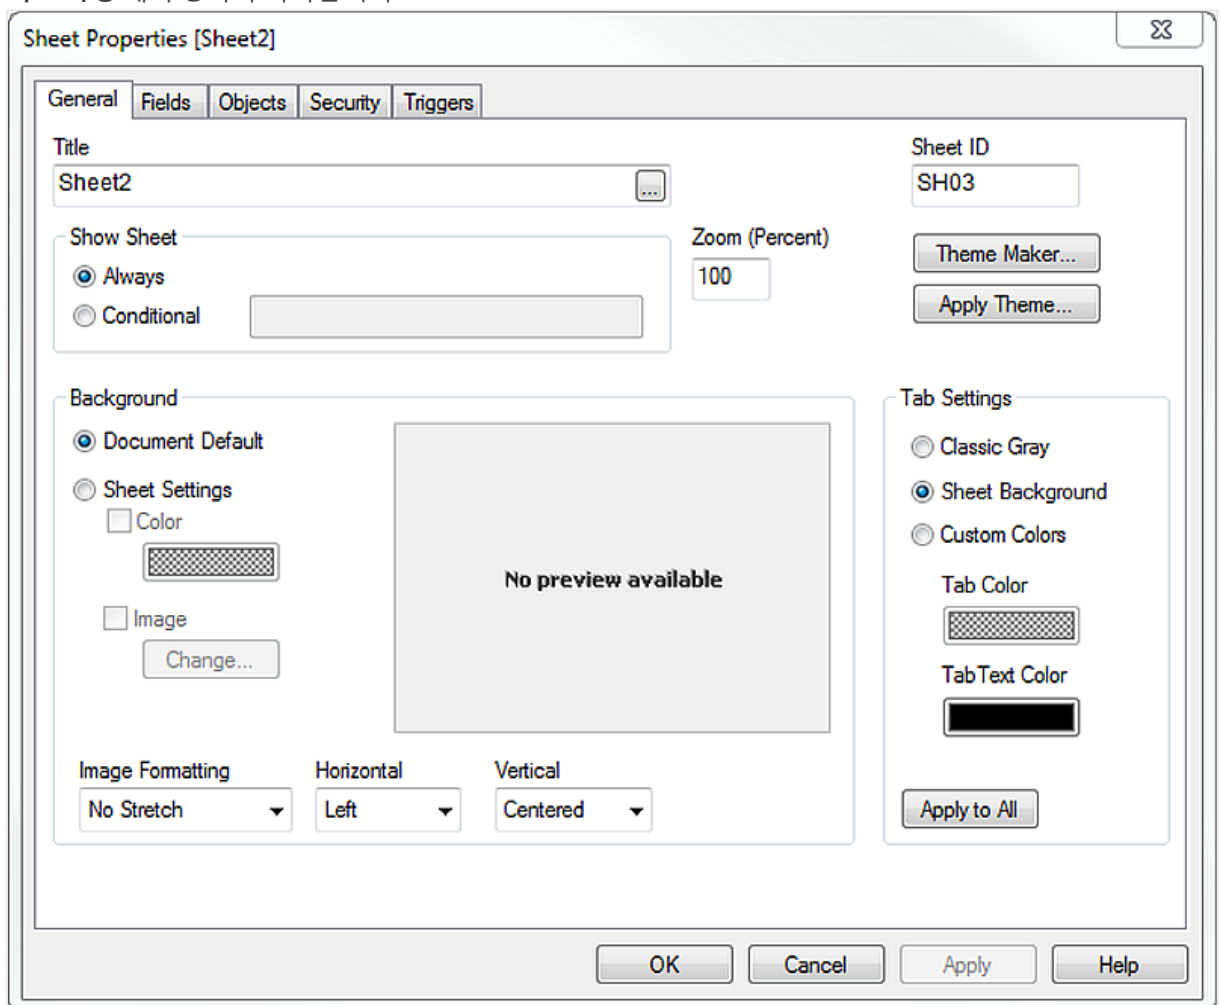 Sheet Properties [Sheet2]
General Fields Objects Security Triggers
Title
Sheet ID
Sheet2 ...
SH03
Show Sheet
Zoom (Percent)
Always
100
Theme Maker...
Conditional
Apply Theme...
Background
Tab Settings
Document Default
Classic Gray
Sheet Settings
Sheet Background
Color
Custom Colors
No preview available
Tab Color
Image
Change...
Tab Text Color
Image Formatting Horizontal Vertical
No Stretch Left Centered
Apply to All
OK Cancel Apply Help